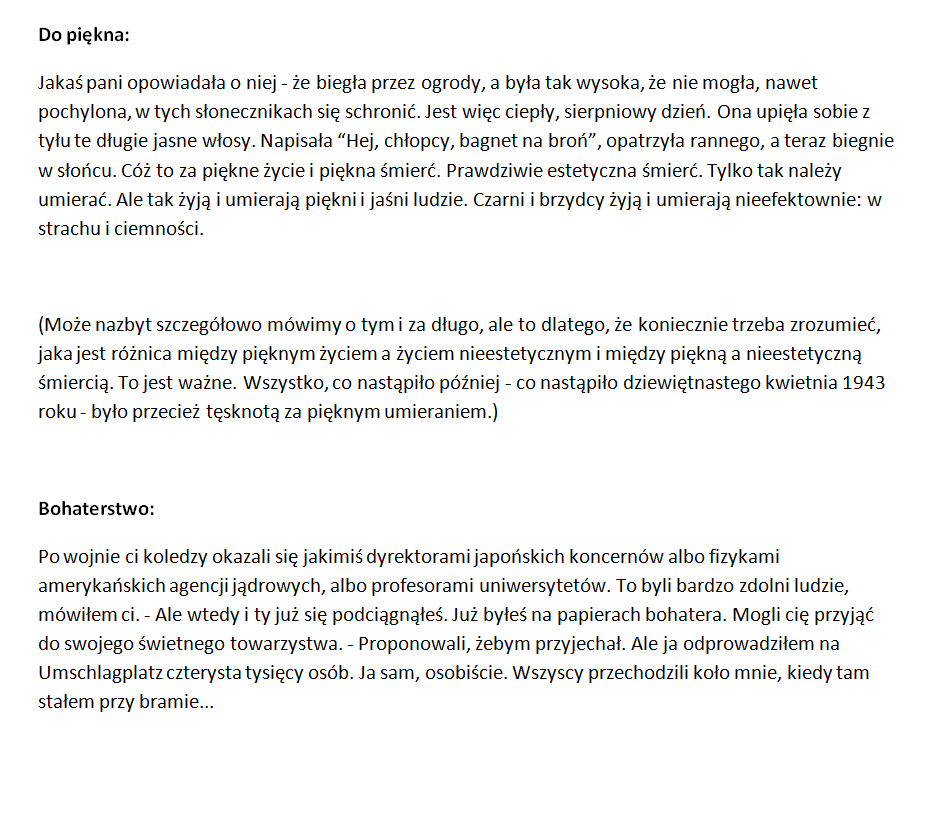 Do piękna:
Jakaś pani opowiadała o niej - że biegła przez ogrody, a była tak wysoka, że nie mogła, nawet
pochylona, w tych słonecznikach się schronić. Jest więc ciepły, sierpniowy dzień. Ona upięła sobie z
tyłu te długie jasne włosy. Napisała “Hej, chłopcy, bagnet na broń”, opatrzyła rannego, a teraz biegnie
w słońcu. Cóż to za piękne życie i piękna śmierć. Prawdziwie estetyczna śmierć. Tylko tak należy
umierać. Ale tak żyją i umierają piękni i jaśni ludzie. Czarni i brzydcy żyją i umierają nieefektownie: w
strachu i ciemności.
(Może nazbyt szczegółowo mówimy o tym i za długo, ale to dlatego, że koniecznie trzeba zrozumieć,
jaka jest różnica między pięknym życiem a życiem nieestetycznym i między piękną a nieestetyczną
śmiercią. To jest ważne. Wszystko, co nastąpiło później - co nastąpiło dziewiętnastego kwietnia 1943
roku - było przecież tęsknotą za pięknym umieraniem.)
Bohaterstwo:
Po wojnie ci koledzy okazali się jakimiś dyrektorami japońskich koncernów albo fizykami
amerykańskich agencji jądrowych, albo profesorami uniwersytetów. To byli bardzo zdolni ludzie,
mówiłem ci. - Ale wtedy i ty już się podciągnąłeś. Już byłeś na papierach bohatera. Mogli cię przyjąć
do swojego świetnego towarzystwa. - Proponowali, żebym przyjechał. Ale ja odprowadziłem na
Umschlagplatz czterysta tysięcy osób. Ja sam, osobiście. Wszyscy przechodzili koło mnie, kiedy tam
stałem przy bramie...